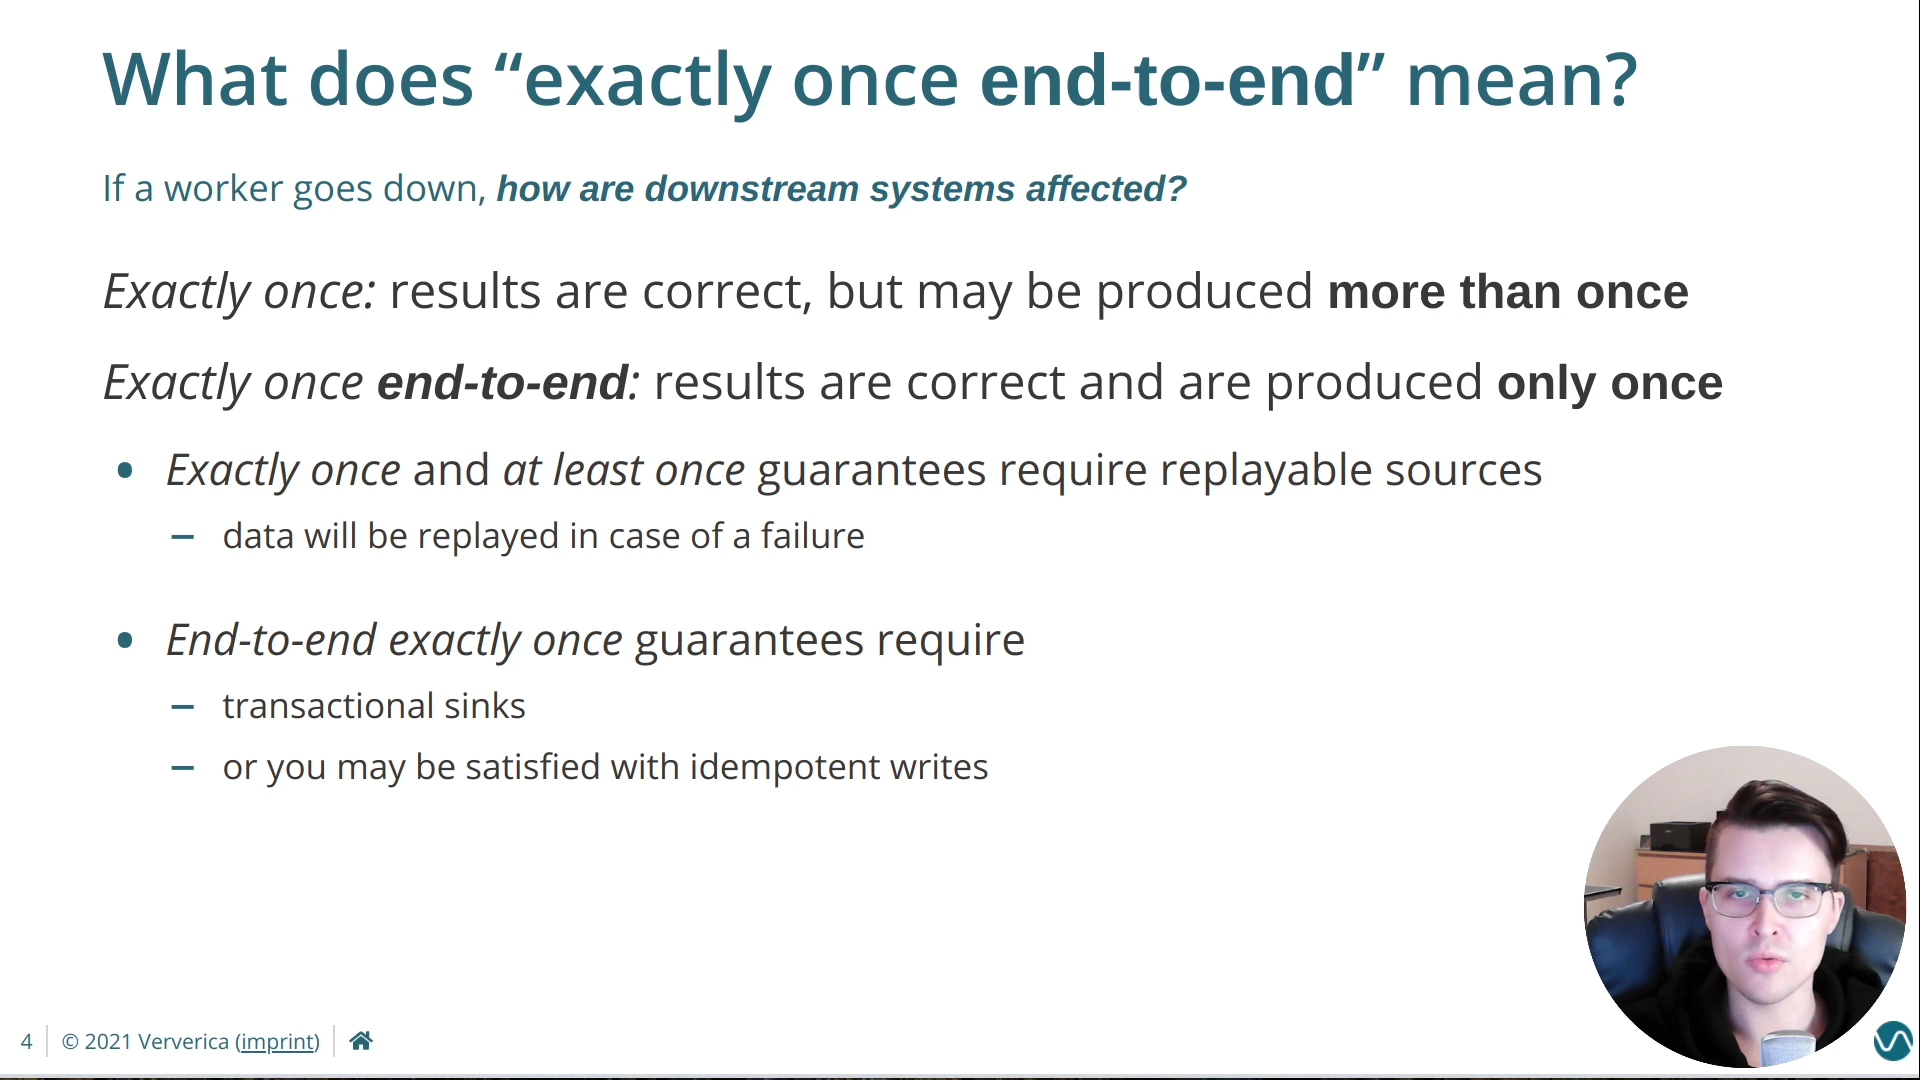 What does “exactly once end-to-end” mean?
If a worker goes down, how are downstream systems affected?
Exactly once: results are correct, but may be produced more than once
Exactly once end-to-end: results are correct and are produced only once
• Exactly once and at least once guarantees require replayable sources
– data will be replayed in case of a failure
• End-to-end exactly once guarantees require
– transactional sinks
– or you may be satisfied with idempotent writes
4 © 2021 Ververica (imprint)